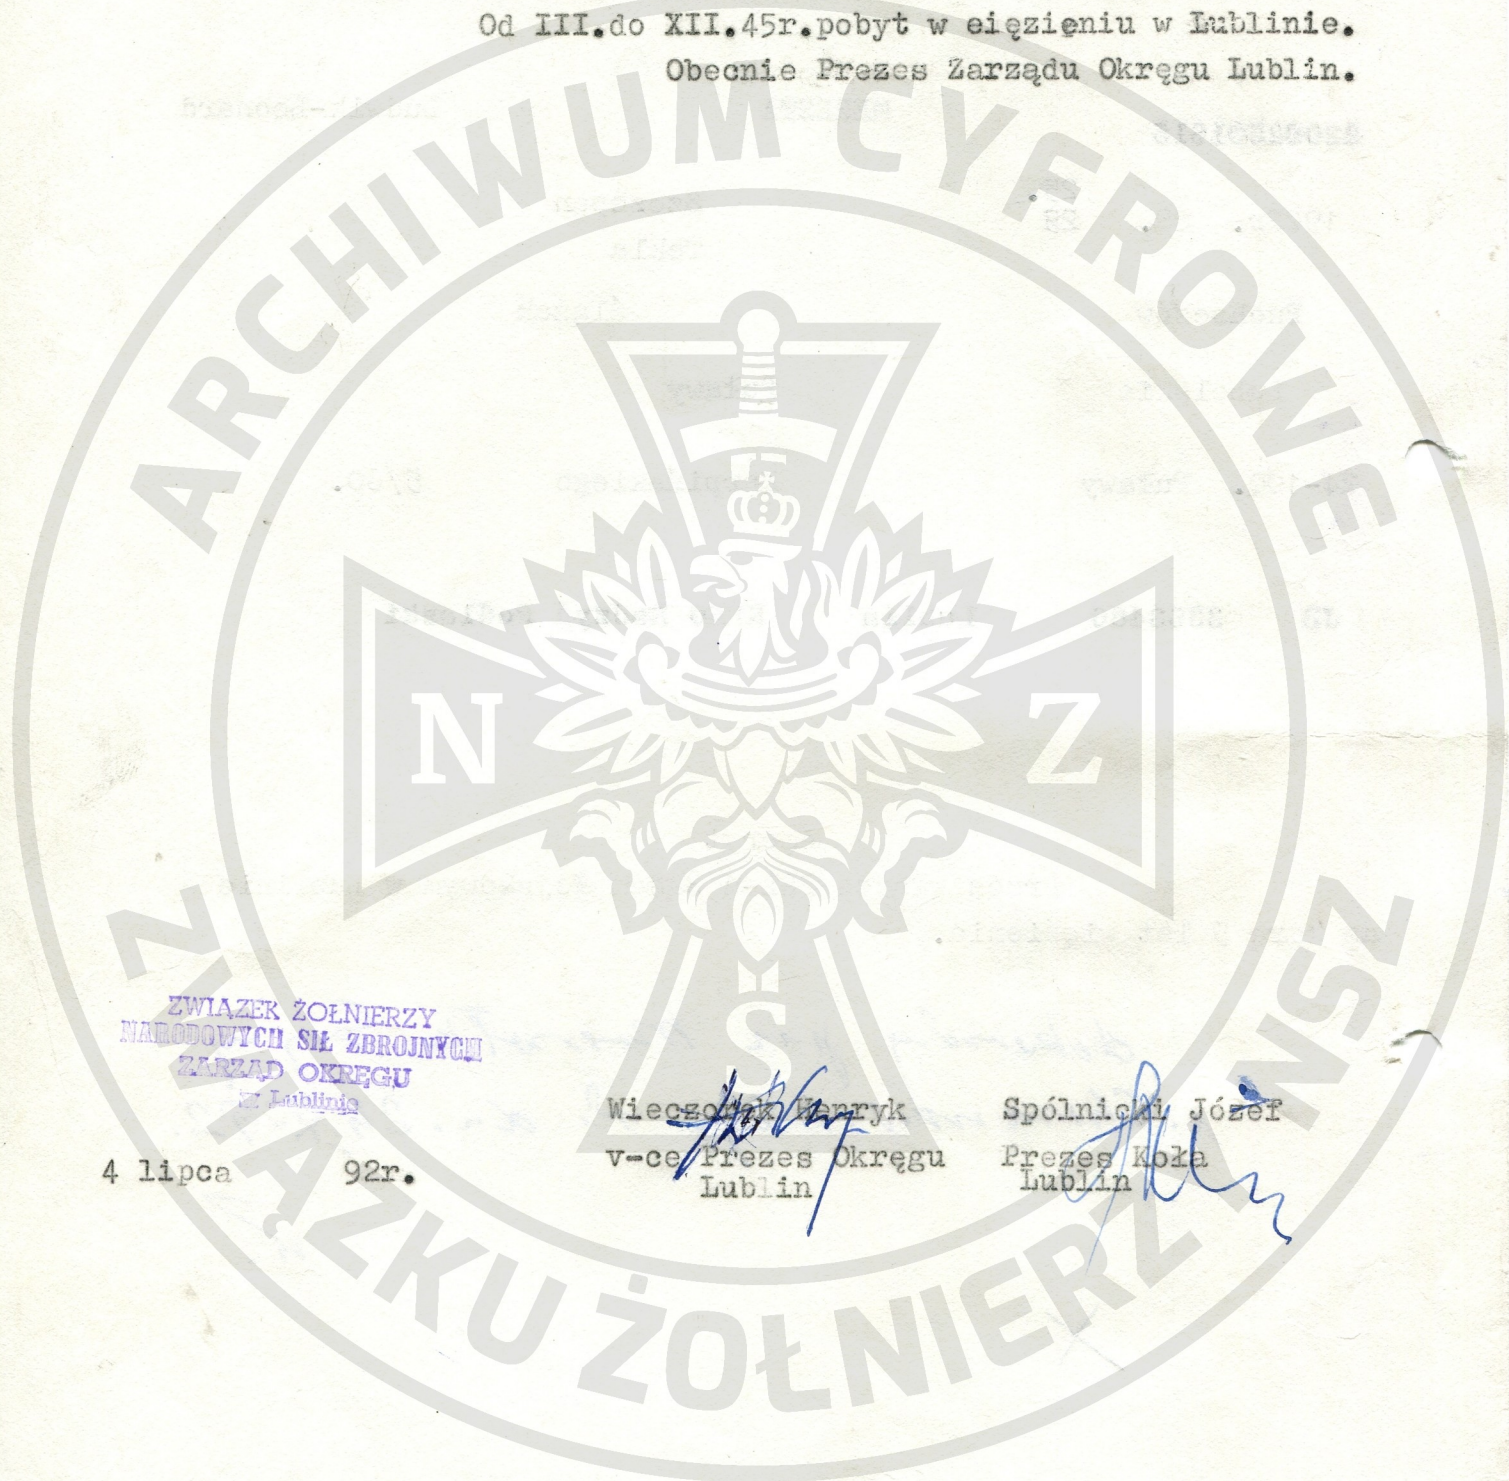 Od III.do XII.45r.pobyt w eięzieniu w Lublinie.
Obecnie Prezes Zarządu Okręgu Lublin.
ARCHIWUM CYFROWE
ZWIĄZKU ŻOŁNIERZY NSZ
N Z
S
ZWIĄZEK ŻOŁNIERZY
NARODOWYCH SIŁ ZBROJNYCH
ZARZĄD OKRĘGU
w Lublinie
4 lipca 92r.
Wieczorek Henryk
v-ce Prezes Okręgu
Lublin
Spólnicki Józef
Prezes Koła
Lublin